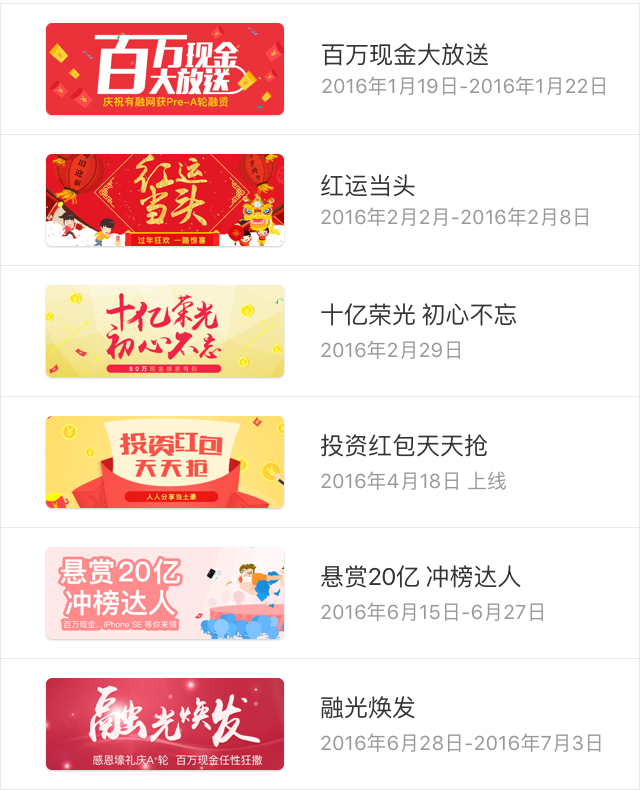 百万现金
大放送
庆祝有融网获Pre-A轮融资
百万现金大放送
2016年1月19日-2016年1月22日
红运
当头
过年狂欢 一路惊喜
红运当头
2016年2月2月-2016年2月8日
十亿荣光
初心不忘
50万现金感恩有你
十亿荣光 初心不忘
2016年2月29日
投资红包
天天抢
人人分享当土豪
投资红包天天抢
2016年4月18日 上线
悬赏20亿
冲榜达人
百万现金、iPhone SE 等你来领
悬赏20亿 冲榜达人
2016年6月15日-6月27日
融光焕发
感恩壕礼庆A⁺轮 百万现金任性狂撒
融光焕发
2016年6月28日-2016年7月3日